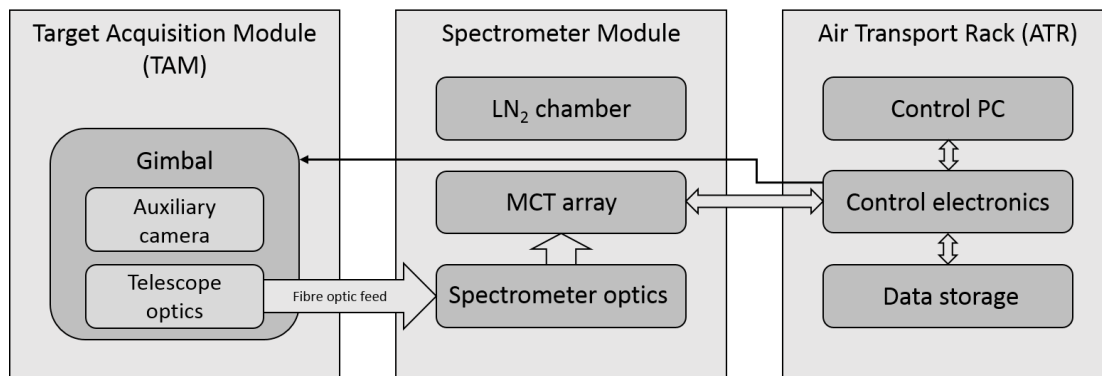 Target Acquisition Module
(TAM)
Gimbal
Auxiliary
camera
Telescope
optics
Fibre optic feed
Spectrometer Module
LN₂ chamber
MCT array
Spectrometer optics
Air Transport Rack (ATR)
Control PC
Control electronics
Data storage